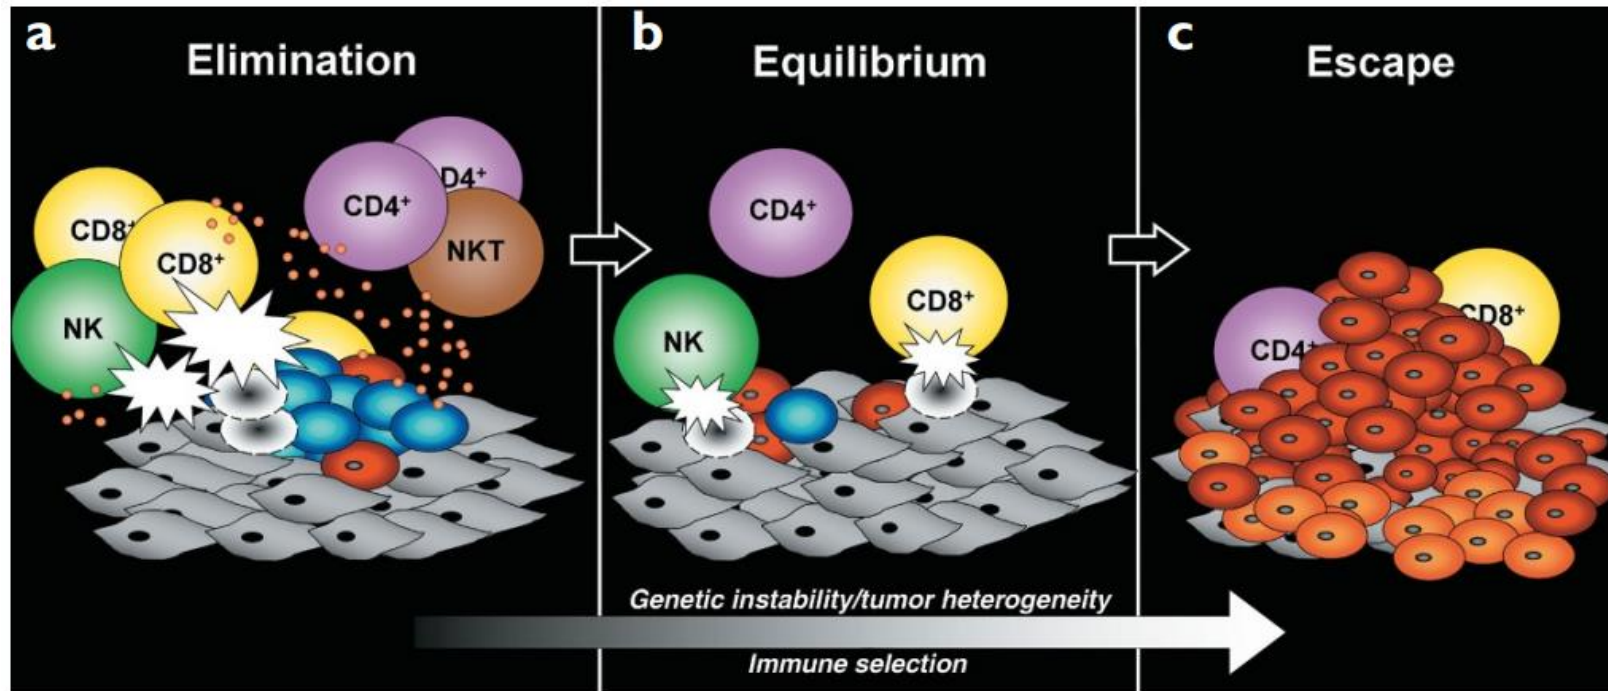 a
Elimination
CD8+
CD8+
NK
CD4+
D4+
NKT
b
Equilibrium
CD4+
NK
CD8+
c
Escape
CD4+
CD8+
Genetic instability/tumor heterogeneity
Immune selection